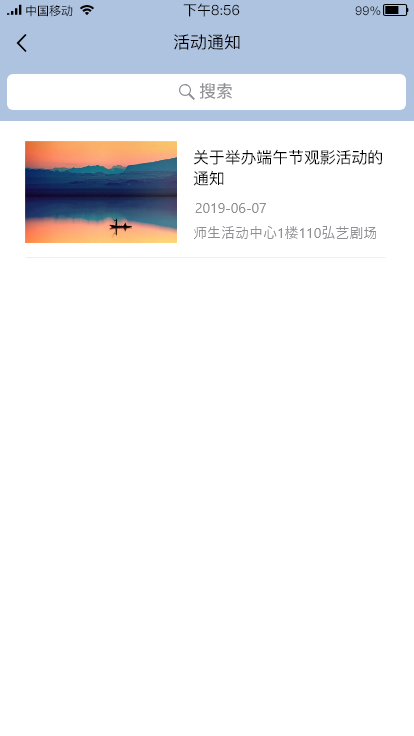 中国移动 下午8:56 99%
活动通知
搜索
关于举办端午节观影活动的
通知
2019-06-07
师生活动中心1楼110弘艺剧场